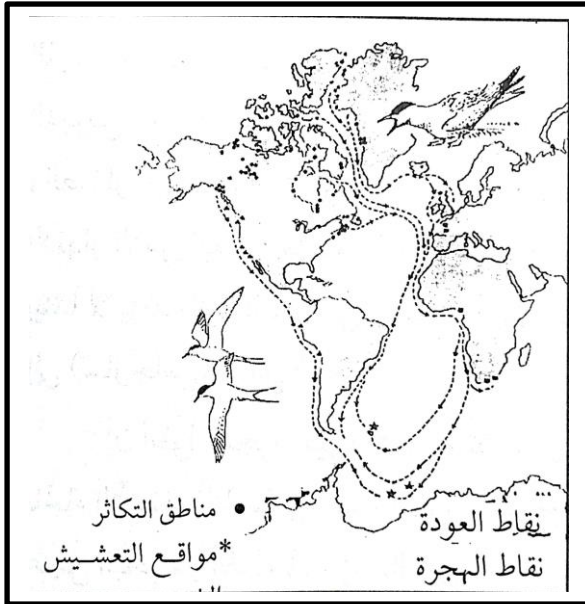 • مناطق التكاثر
*مواقع التعشيش
نقاط العودة
نقاط الهجرة